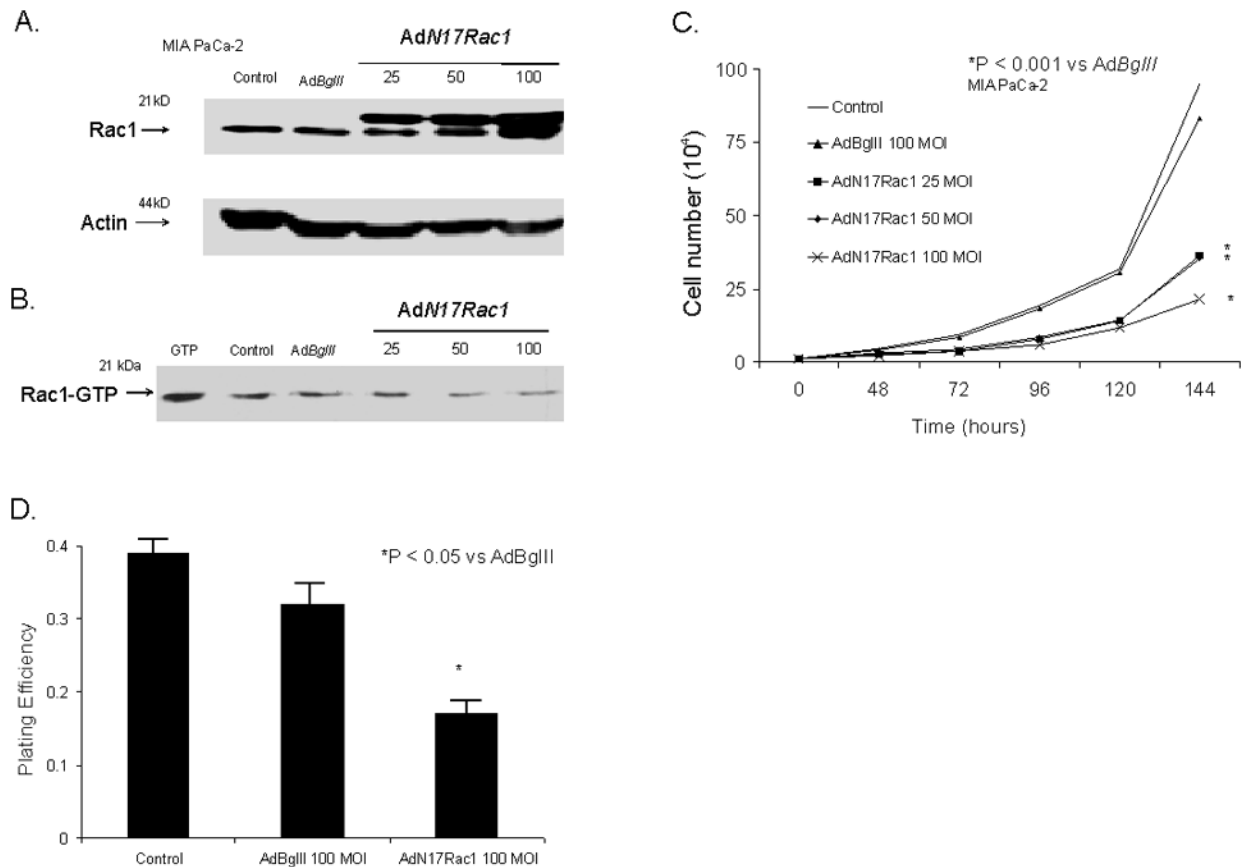 A.
MIA PaCa-2
AdN17Rac1
Control AdBglII 25 50 100
21kD
Rac1
44kD
Actin
B.
AdN17Rac1
GTP Control AdBglII 25 50 100
21 kDa
Rac1-GTP
C.
*P < 0.001 vs AdBglII
MIA PaCa-2
Control
AdBglII 100 MOI
AdN17Rac1 25 MOI
AdN17Rac1 50 MOI
AdN17Rac1 100 MOI
Cell number (10⁴)
100
75
50
25
0
*
*
*
0 48 72 96 120 144
Time (hours)
D.
*P < 0.05 vs AdBglII
Plating Efficiency
0.4
0.3
0.2
0.1
0
*
Control AdBglII 100 MOI AdN17Rac1 100 MOI